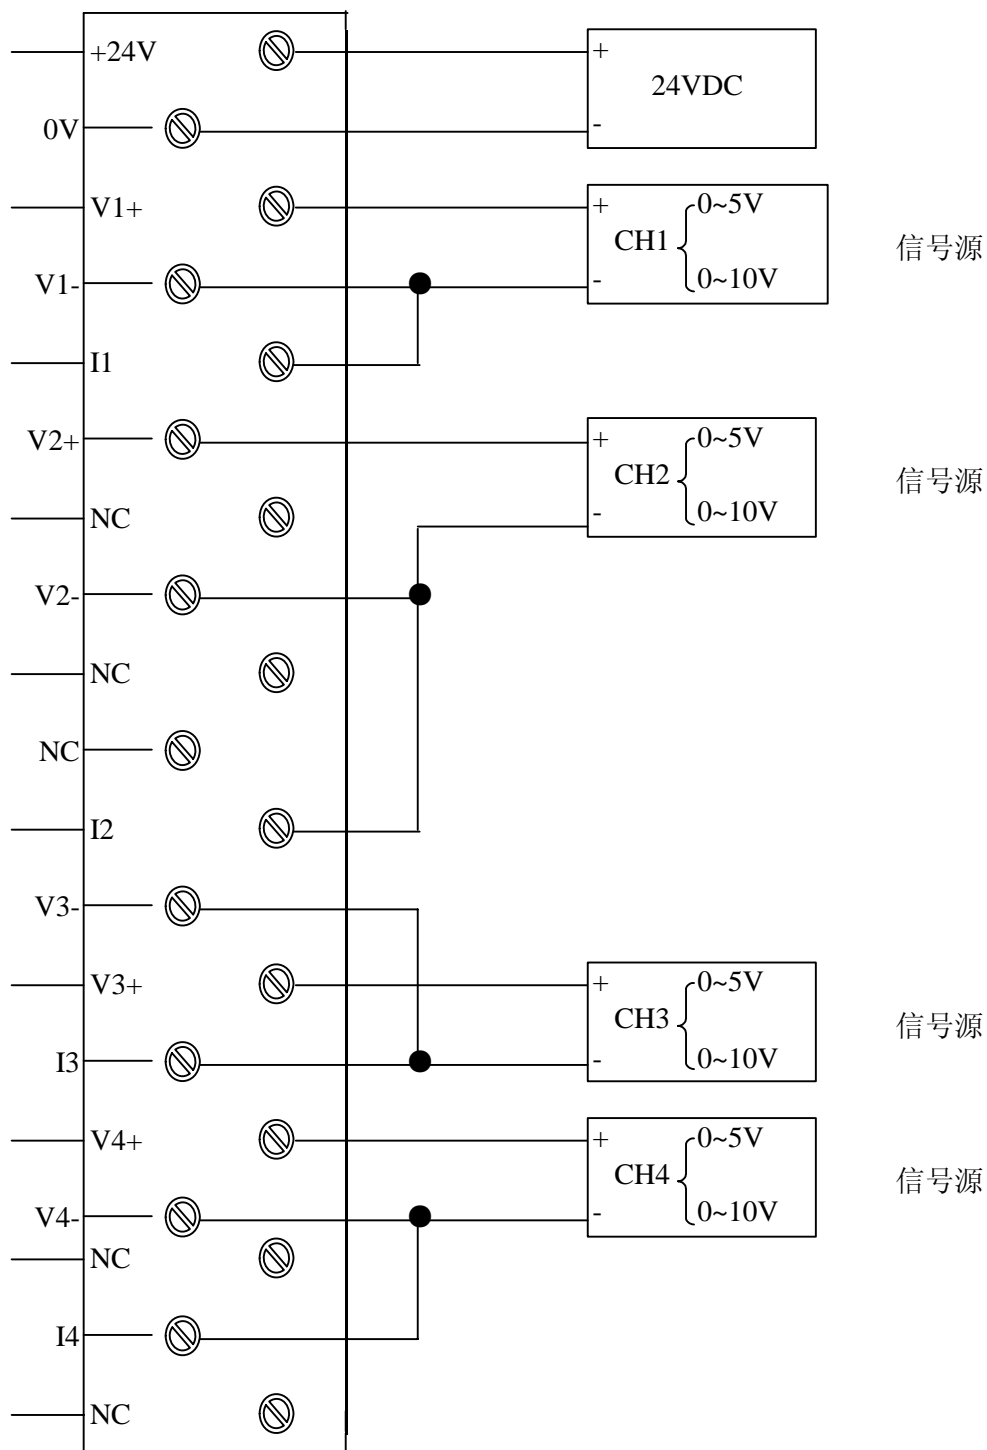 +24V
+
24VDC
0V
-
V1+
+
0~5V
CH1
信号源
V1-
-
0~10V
I1
V2+
+
0~5V
CH2
信号源
NC
-
0~10V
V2-
NC
NC
I2
V3-
V3+
+
0~5V
CH3
信号源
I3
-
0~10V
V4+
+
0~5V
CH4
信号源
V4-
-
0~10V
NC
I4
NC